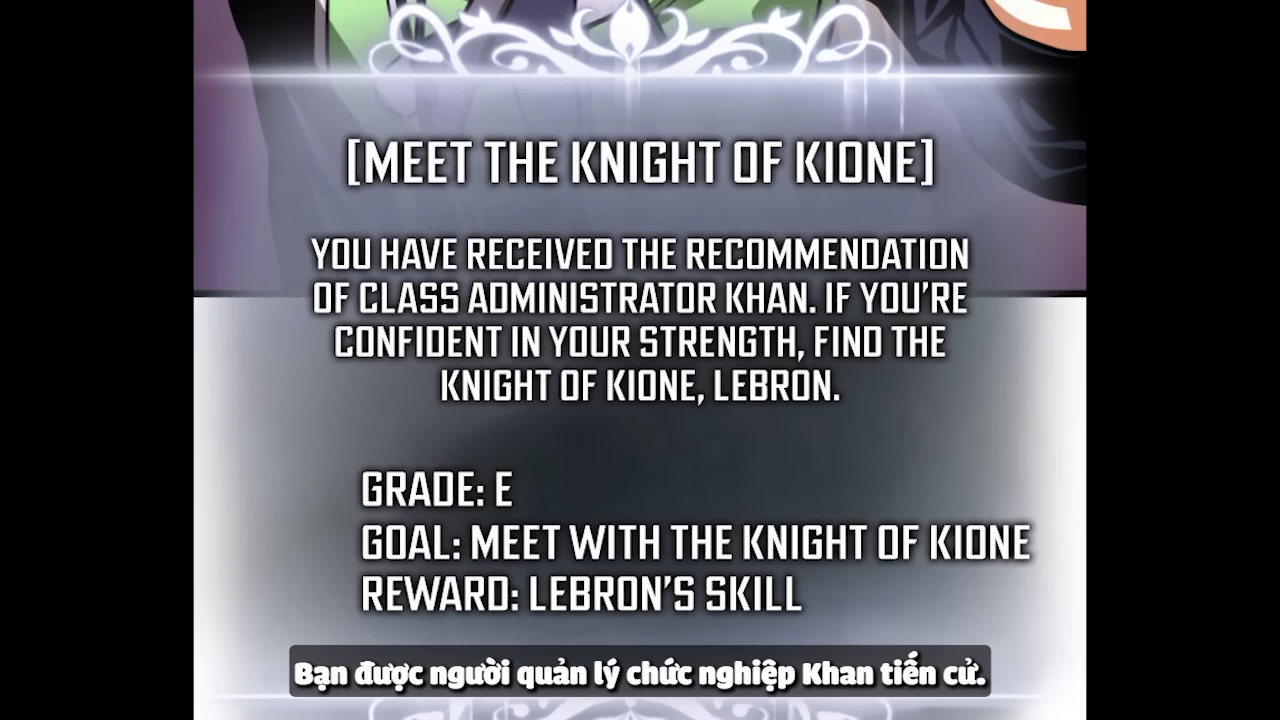 [MEET THE KNIGHT OF KIONE]
YOU HAVE RECEIVED THE RECOMMENDATION
OF CLASS ADMINISTRATOR KHAN. IF YOU'RE
CONFIDENT IN YOUR STRENGTH, FIND THE
KNIGHT OF KIONE, LEBRON.
GRADE: E
GOAL: MEET WITH THE KNIGHT OF KIONE
REWARD: LEBRON'S SKILL
Bạn được người quản lý chức nghiệp Khan tiến cử.